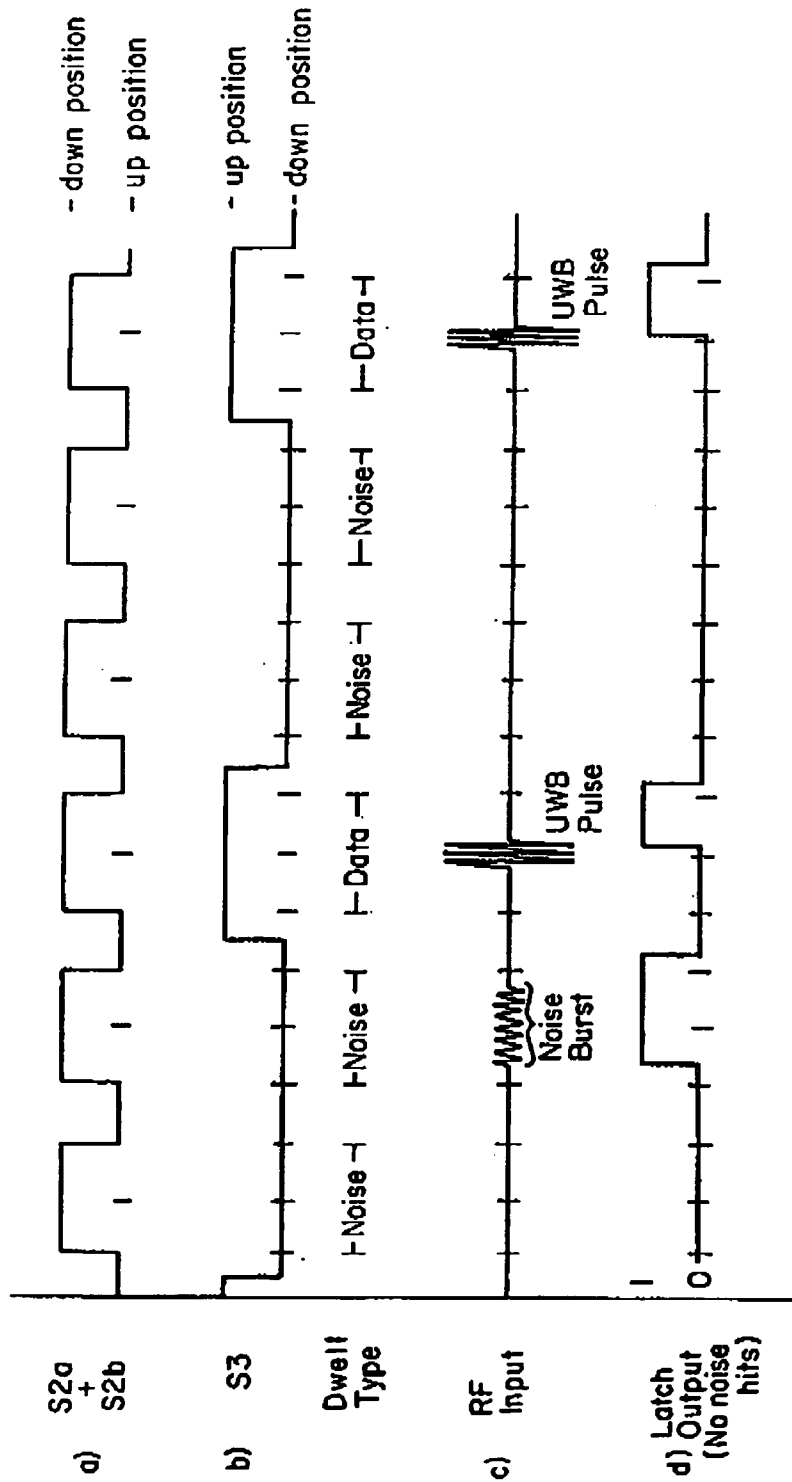 a) S2a
+
S2b
- down position
- up position
b) S3
- up position
- down position
Dwell
Type
Noise
Noise
Data
Noise
Noise
Data
c) RF
Input
Noise
Burst
UWB
Pulse
UWB
Pulse
d) Latch
Output
(No noise
hits)
1
0